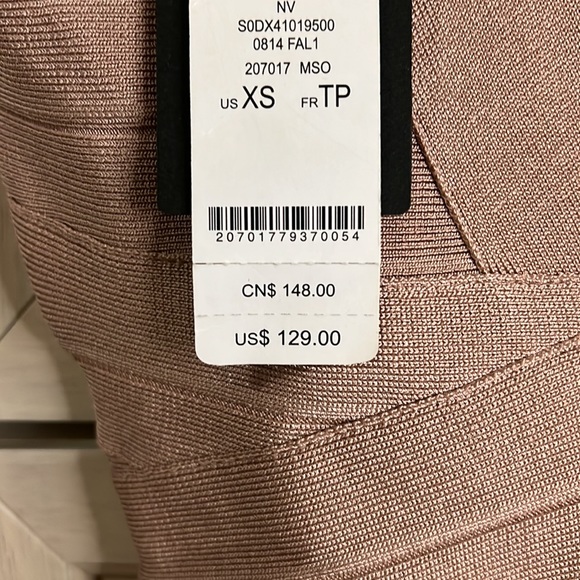 NV
S0DX41019500
0814 FAL1
207017 MSO
US XS FR TP
20701779370054
CN$ 148.00
US$ 129.00